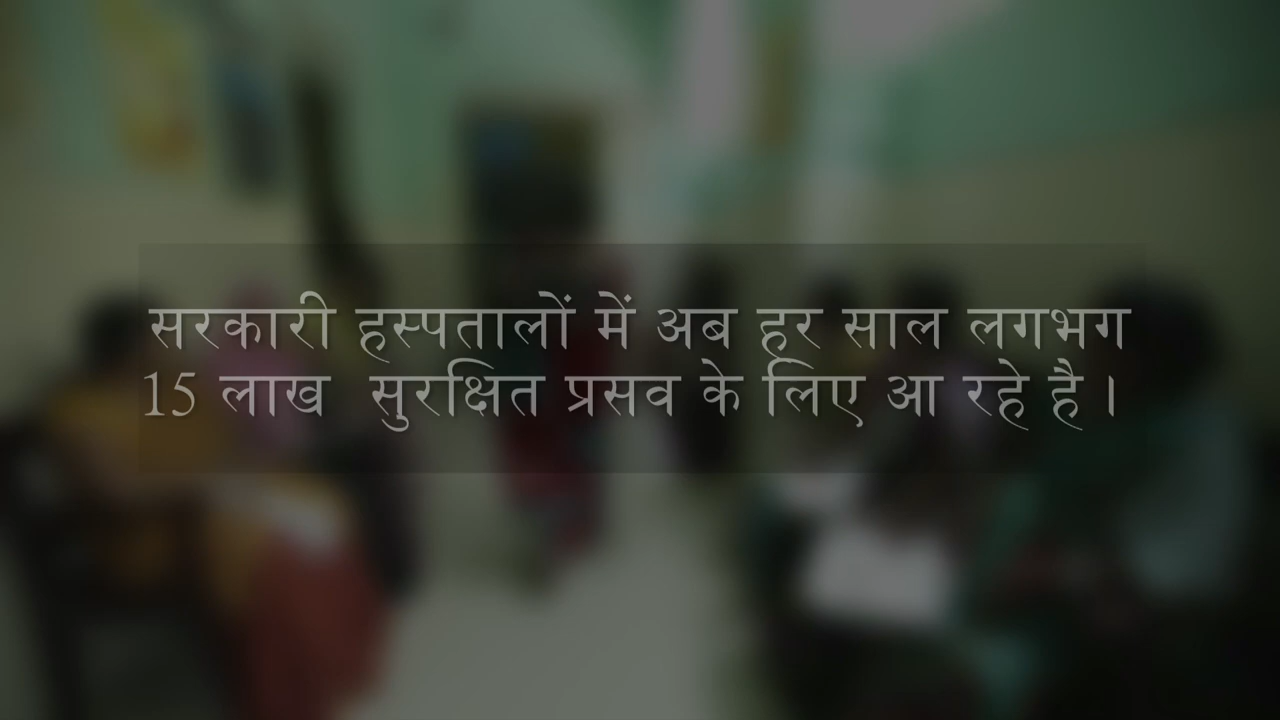 सरकारी हस्पतालों में अब हर साल लगभग
15 लाख  सुरक्षित प्रसव के लिए आ रहे है ।